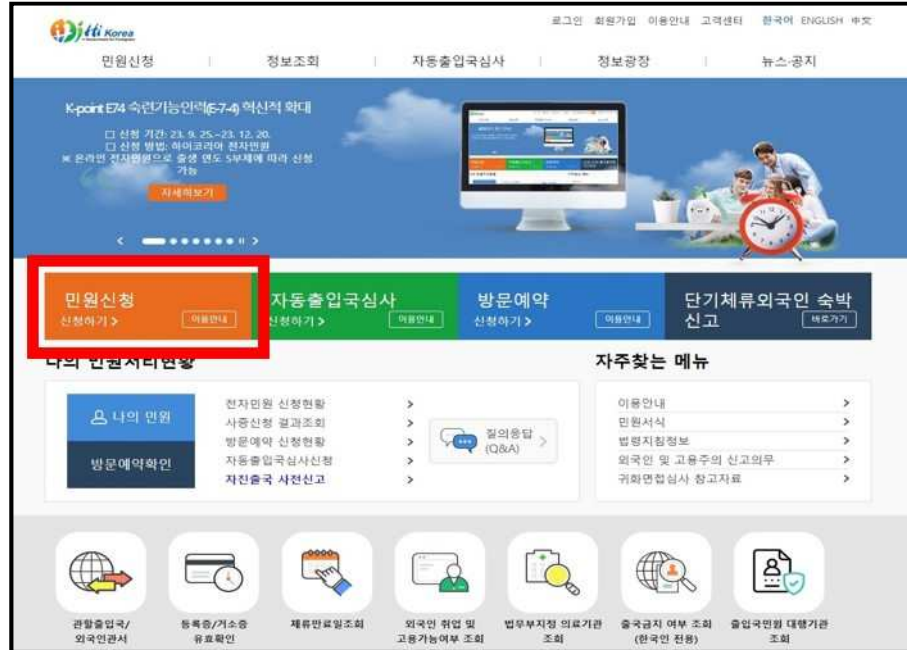 Hi Korea
로그인 회원가입 이용안내 고객센터 한국어 ENGLISH 中文
민원신청 정보조회 자동출입국심사 정보광장 뉴스·공지
K-point E74 숙련기능인력(E-7-4) 혁신적 확대
□ 신청 기간: 23. 9. 25.~23. 12. 20.
□ 신청 방법: 하이코리아 전자민원
※ 온라인 전자민원으로 출생 연도 5부제에 따라 신청
가능
자세히보기
민원신청
신청하기 >
이용안내
자동출입국심사
신청하기 >
이용안내
방문예약
신청하기 >
이용안내
단기체류외국인 숙박
신고
바로가기
나의 민원처리현황
나의 민원
방문예약확인
전자민원 신청현황 >
사증신청 결과조회 >
방문예약 신청현황 >
자동출입국심사신청 >
자진출국 사전신고 >
질의응답
(Q&A)
자주찾는 메뉴
이용안내 >
민원서식 >
법령지침정보 >
외국인 및 고용주의 신고의무 >
귀화면접심사 참고자료 >
관할출입국/
외국인관서
등록증/거소증
유효확인
체류만료일조회
외국인 취업 및
고용가능여부 조회
법무부지정 의료기관
조회
출국금지 여부 조회
(한국인 전용)
출입국민원 대행기관
조회